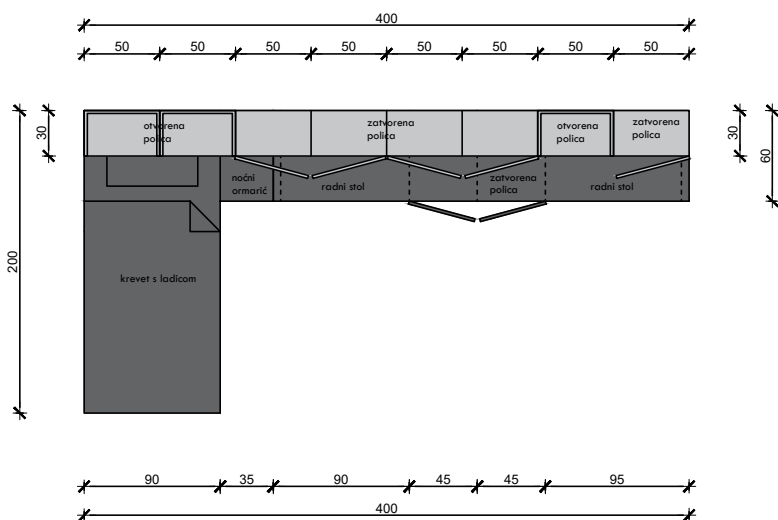 400
50 50 50 50 50 50 50 50
30
otvorena
polica
zatvorena
polica
otvorena
polica
zatvorena
polica
30
60
noćni
ormarić
radni stol
zatvorena
polica
radni stol
200
krevet s ladicom
90 35 90 45 45 95
400